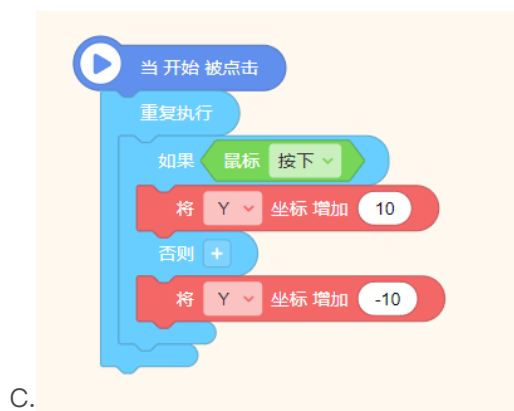 当 开始 被点击
重复执行
如果 鼠标 按下
将 Y 坐标 增加 10
否则 +
将 Y 坐标 增加 -10
C.